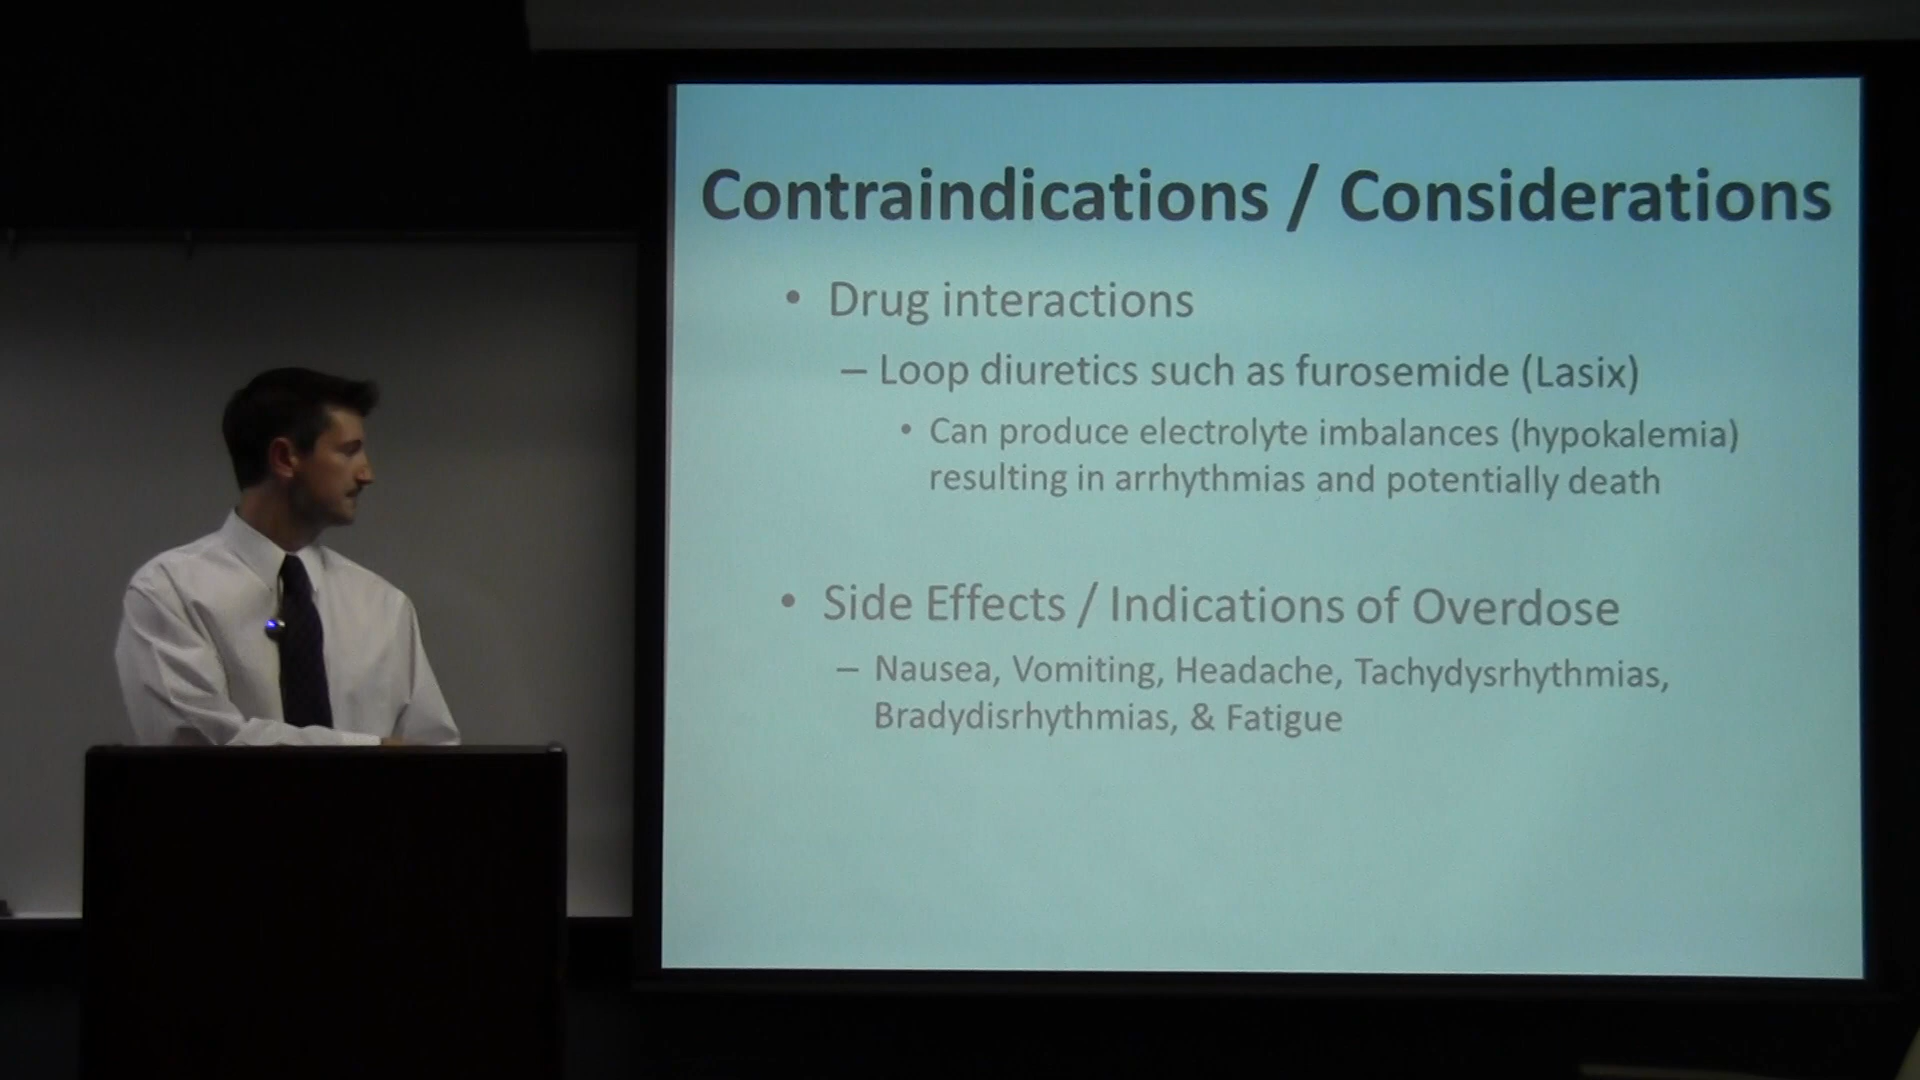 Contraindications / Considerations
• Drug interactions
– Loop diuretics such as furosemide (Lasix)
• Can produce electrolyte imbalances (hypokalemia)
resulting in arrhythmias and potentially death
• Side Effects / Indications of Overdose
– Nausea, Vomiting, Headache, Tachydysrhythmias,
Bradydisrhythmias, & Fatigue